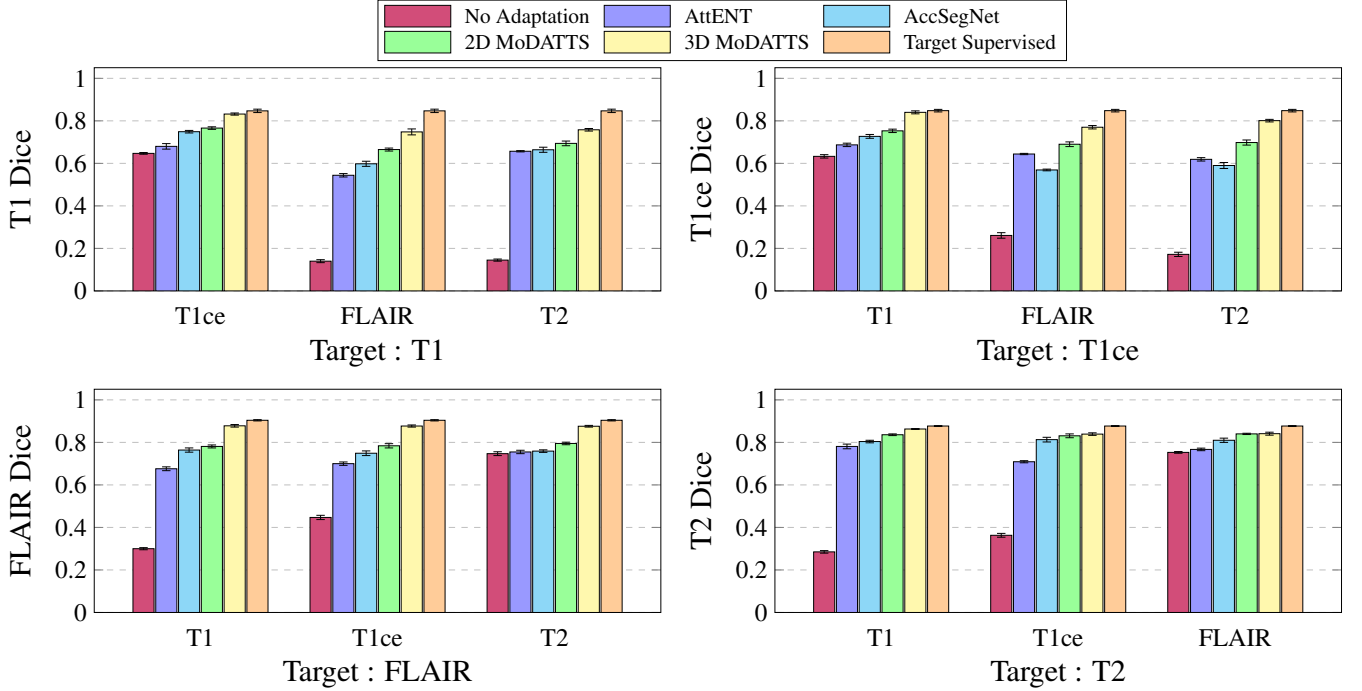 No Adaptation AttENT AccSegNet
2D MoDATTS 3D MoDATTS Target Supervised
T1 Dice
1
0.8
0.6
0.4
0.2
0
T1ce FLAIR T2
Target : T1
T1ce Dice
1
0.8
0.6
0.4
0.2
0
T1 FLAIR T2
Target : T1ce
FLAIR Dice
1
0.8
0.6
0.4
0.2
0
T1 T1ce T2
Target : FLAIR
T2 Dice
1
0.8
0.6
0.4
0.2
0
T1 T1ce FLAIR
Target : T2